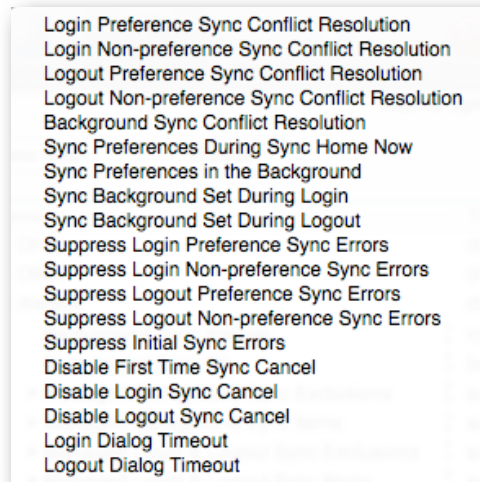 Login Preference Sync Conflict Resolution
Login Non-preference Sync Conflict Resolution
Logout Preference Sync Conflict Resolution
Logout Non-preference Sync Conflict Resolution
Background Sync Conflict Resolution
Sync Preferences During Sync Home Now
Sync Preferences in the Background
Sync Background Set During Login
Sync Background Set During Logout
Suppress Login Preference Sync Errors
Suppress Login Non-preference Sync Errors
Suppress Logout Preference Sync Errors
Suppress Logout Non-preference Sync Errors
Suppress Initial Sync Errors
Disable First Time Sync Cancel
Disable Login Sync Cancel
Disable Logout Sync Cancel
Login Dialog Timeout
Logout Dialog Timeout